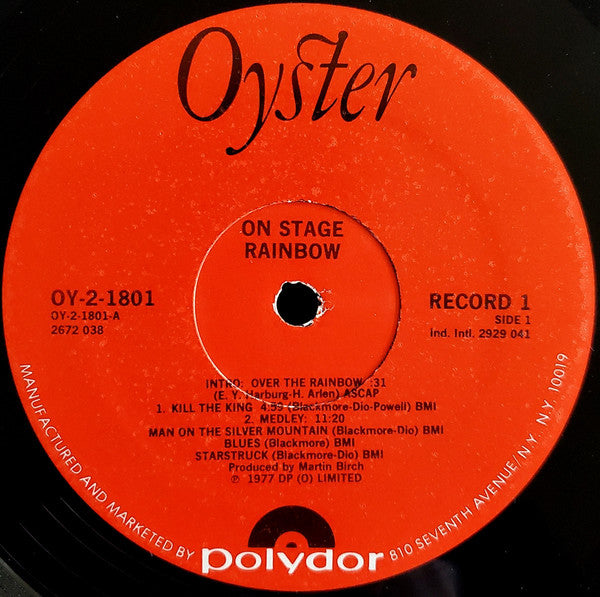 Oyster
ON STAGE
RAINBOW
OY-2-1801
OY-2-1801-A
2672 038
RECORD 1
SIDE 1
Ind. Intl. 2929 041
INTRO: OVER THE RAINBOW :31
(E. Y. Harburg-H. Arlen) ASCAP
1. KILL THE KING 4:59 (Blackmore-Dio-Powell) BMI
2. MEDLEY: 11:20
MAN ON THE SILVER MOUNTAIN (Blackmore-Dio) BMI
BLUES (Blackmore) BMI
STARSTRUCK (Blackmore-Dio) BMI
Produced by Martin Birch
℗ 1977 DP (O) LIMITED
MANUFACTURED AND MARKETED BY polydor 810 SEVENTH AVENUE/N.Y. N.Y. 10019